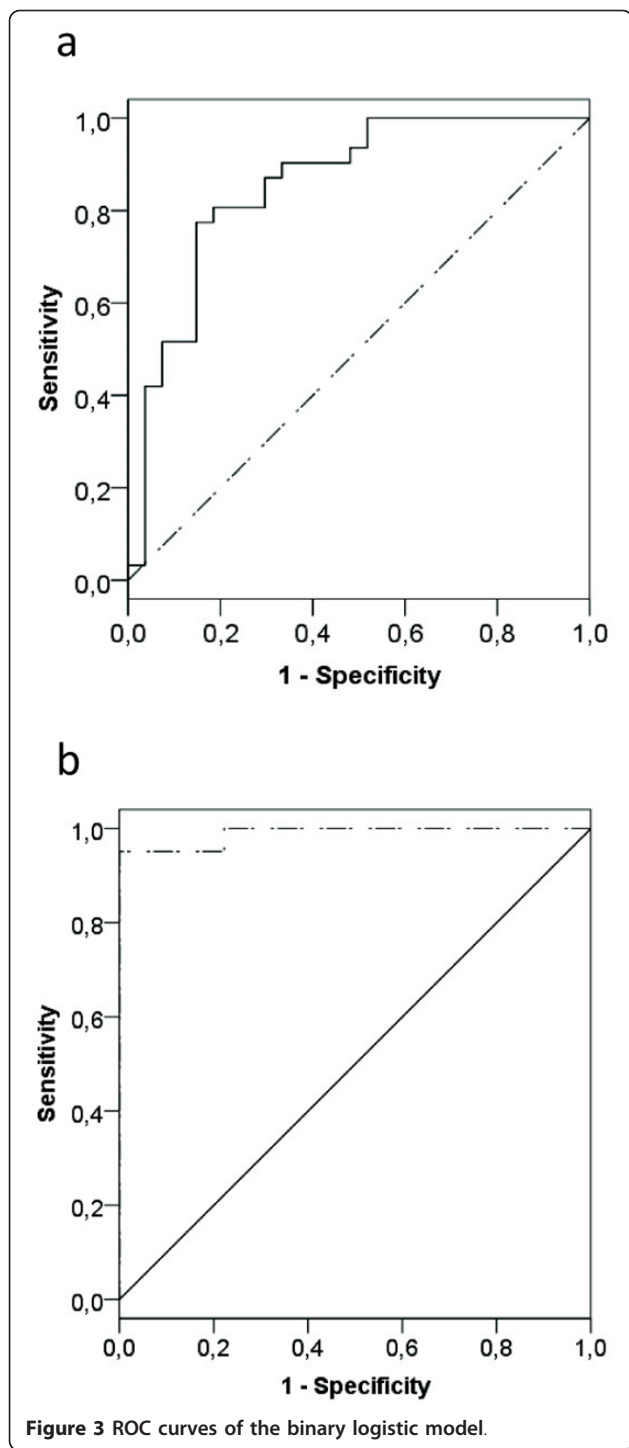 a
1,0
0,8
0,6
0,4
0,2
0,0
Sensitivity
0,0 0,2 0,4 0,6 0,8 1,0
1 - Specificity
b
1,0
0,8
0,6
0,4
0,2
0,0
Sensitivity
0,0 0,2 0,4 0,6 0,8 1,0
1 - Specificity
Figure 3 ROC curves of the binary logistic model.